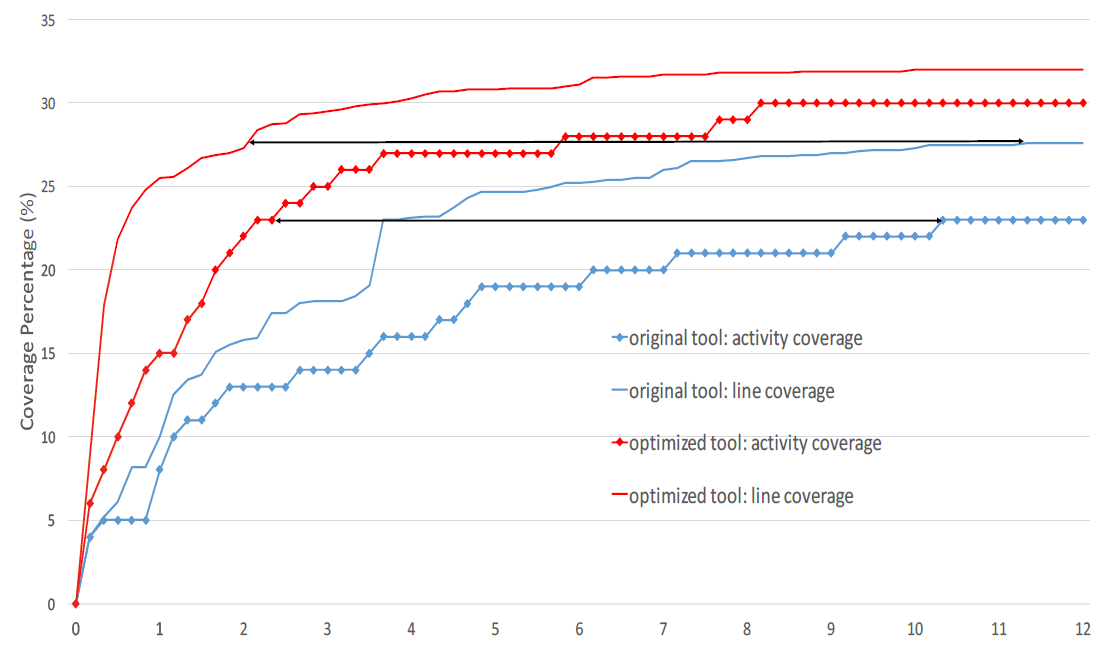 35
30
25
20
15
10
5
0
Coverage Percentage (%)
original tool: activity coverage
original tool: line coverage
optimized tool: activity coverage
optimized tool: line coverage
0 1 2 3 4 5 6 7 8 9 10 11 12